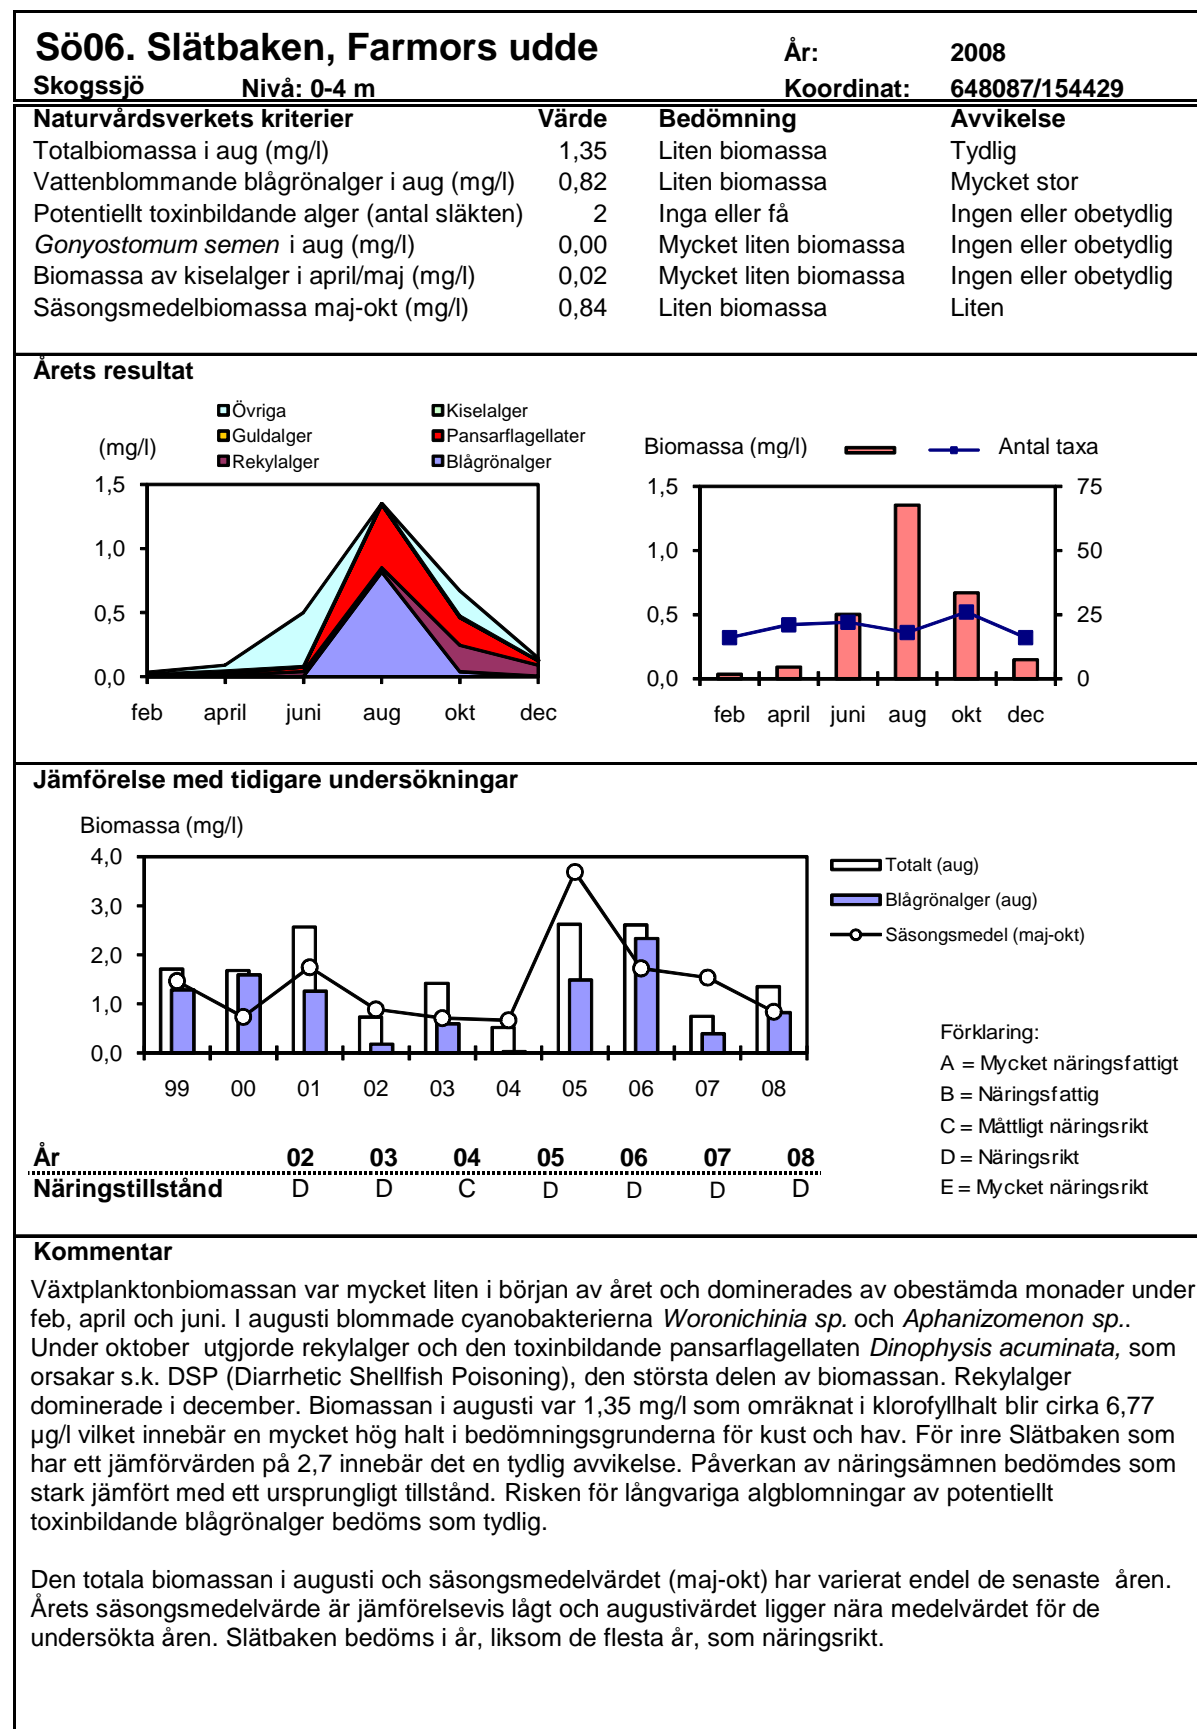 Sö06. Slätbaken, Farmors udde År: 2008
Skogssjö Nivå: 0-4 m Koordinat: 648087/154429
Naturvårdsverkets kriterier Värde Bedömning Avvikelse
Totalbiomassa i aug (mg/l) 1,35 Liten biomassa Tydlig
Vattenblommande blågrönalger i aug (mg/l) 0,82 Liten biomassa Mycket stor
Potentiellt toxinbildande alger (antal släkten) 2 Inga eller få Ingen eller obetydlig
Gonyostomum semen i aug (mg/l) 0,00 Mycket liten biomassa Ingen eller obetydlig
Biomassa av kiselalger i april/maj (mg/l) 0,02 Mycket liten biomassa Ingen eller obetydlig
Säsongsmedelbiomassa maj-okt (mg/l) 0,84 Liten biomassa Liten
Årets resultat
Övriga Kiselalger
Guldalger Pansarflagellater
Rekylalger Blågrönalger
(mg/l)
1,5
1,0
0,5
0,0
feb april juni aug okt dec
Biomassa (mg/l) Antal taxa
1,5 75
1,0 50
0,5 25
0,0 0
feb april juni aug okt dec
Jämförelse med tidigare undersökningar
Biomassa (mg/l)
4,0
3,0
2,0
1,0
0,0
99 00 01 02 03 04 05 06 07 08
Totalt (aug)
Blågrönalger (aug)
Säsongsmedel (maj-okt)
Förklaring:
A = Mycket näringsfattigt
B = Näringsfattig
C = Måttligt näringsrikt
D = Näringsrikt
E = Mycket näringsrikt
År 02 03 04 05 06 07 08
Näringstillstånd D D C D D D D
Kommentar
Växtplanktonbiomassan var mycket liten i början av året och dominerades av obestämda monader under
feb, april och juni. I augusti blommade cyanobakterierna Woronichinia sp. och Aphanizomenon sp..
Under oktober utgjorde rekylalger och den toxinbildande pansarflagellaten Dinophysis acuminata, som
orsakar s.k. DSP (Diarrhetic Shellfish Poisoning), den största delen av biomassan. Rekylalger
dominerade i december. Biomassan i augusti var 1,35 mg/l som omräknat i klorofyllhalt blir cirka 6,77
µg/l vilket innebär en mycket hög halt i bedömningsgrunderna för kust och hav. För inre Slätbaken som
har ett jämförvärden på 2,7 innebär det en tydlig avvikelse. Påverkan av näringsämnen bedömdes som
stark jämfört med ett ursprungligt tillstånd. Risken för långvariga algblomningar av potentiellt
toxinbildande blågrönalger bedöms som tydlig.
Den totala biomassan i augusti och säsongsmedelvärdet (maj-okt) har varierat endel de senaste åren.
Årets säsongsmedelvärde är jämförelsevis lågt och augustivärdet ligger nära medelvärdet för de
undersökta åren. Slätbaken bedöms i år, liksom de flesta år, som näringsrikt.